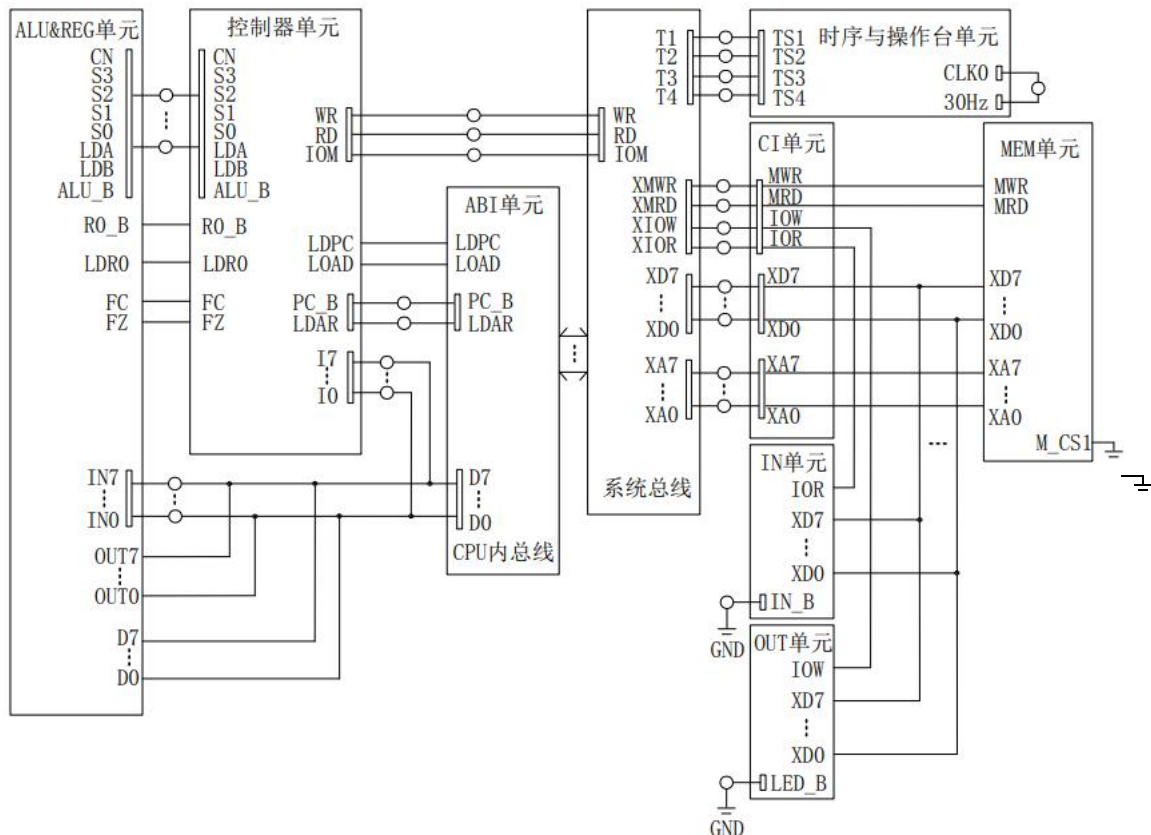 ALU&REG单元
CN
S3
S2
S1
S0
LDA
LDB
ALU_B
R0_B
LDR0
FC
FZ
IN7
IN0
OUT7
OUT0
D7
D0
控制器单元
CN
S3
S2
S1
S0
LDA
LDB
ALU_B
R0_B
LDR0
FC
FZ
WR
RD
IOM
LDPC
LOAD
PC_B
LDAR
I7
I0
ABI单元
LDPC
LOAD
PC_B
LDAR
D7
D0
CPU内总线
T1
T2
T3
T4
WR
RD
IOM
XMWR
XMRD
XIOW
XIOR
XD7
XD0
XA7
XA0
系统总线
时序与操作台单元
TS1
TS2
TS3
TS4
CLK0
30Hz
CI单元
MWR
MRD
IOW
IOR
XD7
XD0
XA7
XA0
MEM单元
MWR
MRD
XD7
XD0
XA7
XA0
M_CS1
IN单元
IOR
XD7
XD0
IN_B
GND
OUT单元
IOW
XD7
XD0
LED_B
GND